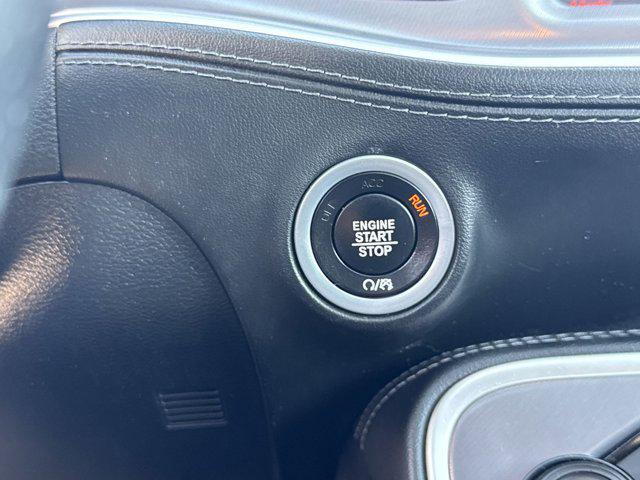 ACC
OFF
RUN
ENGINE
START
STOP